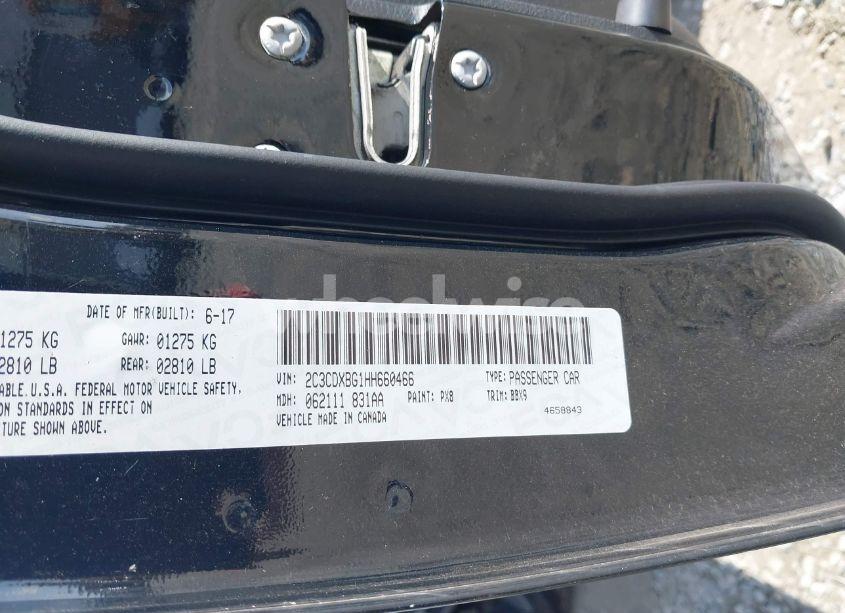 wheelwise
DATE OF MFR(BUILT): 6-17
1275 KG GAWR: 01275 KG
2810 LB REAR: 02810 LB
ABLE U.S.A. FEDERAL MOTOR VEHICLE SAFETY,
ON STANDARDS IN EFFECT ON
TURE SHOWN ABOVE.
VIN: 2C3CDXBG1HH660466 TYPE: PASSENGER CAR
MDH: 062111 831AA PAINT: PX8 TRIM: BBX9
VEHICLE MADE IN CANADA 4658843